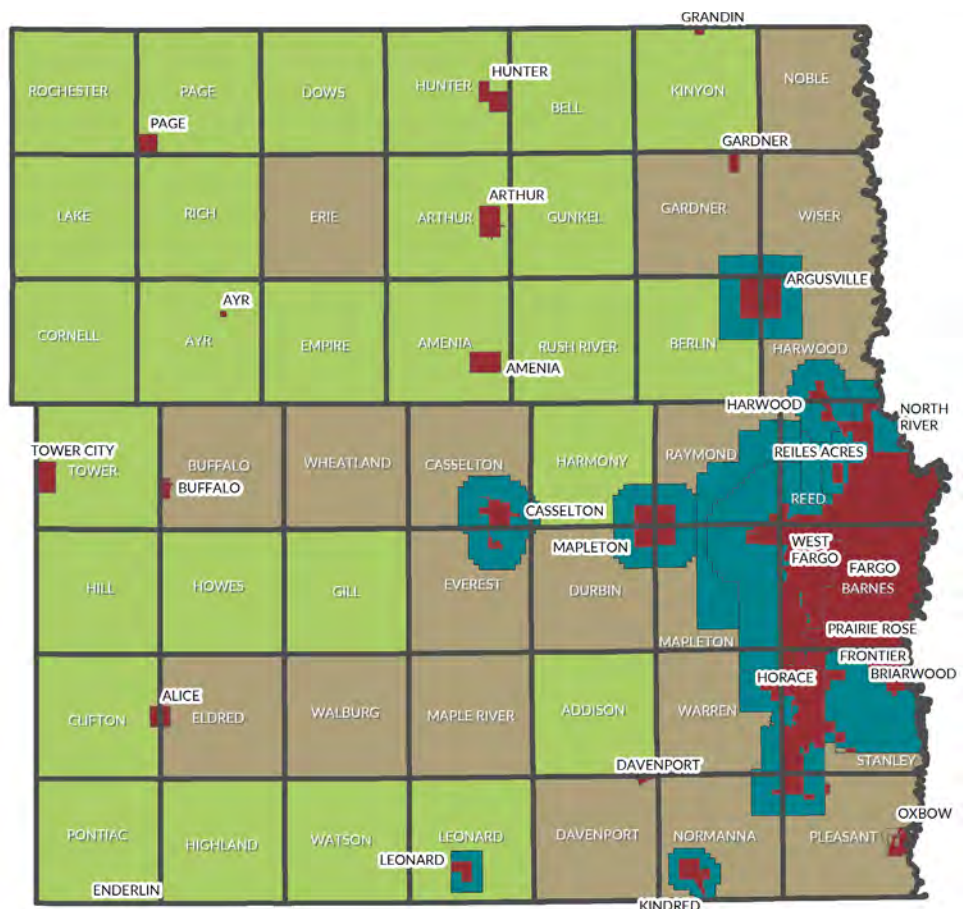 GRANDIN
ROCHESTER
PAGE
DOWS
HUNTER
HUNTER
BELL
KINYON
NOBLE
PAGE
GARDNER
LAKE
RICH
ERIE
ARTHUR
ARTHUR
GUNKEL
GARDNER
WISER
ARGUSVILLE
CORNELL
AYR
AYR
EMPIRE
AMENIA
AMENIA
RUSH RIVER
BERLIN
HARWOOD
HARWOOD
NORTH
RIVER
TOWER CITY
TOWER
BUFFALO
BUFFALO
WHEATLAND
CASSELTON
HARMONY
RAYMOND
REILES ACRES
REED
CASSELTON
MAPLETON
WEST
FARGO
FARGO
BARNES
HILL
HOWES
GILL
EVEREST
DURBIN
MAPLETON
PRAIRIE ROSE
FRONTIER
BRIARWOOD
HORACE
ALICE
CLIFTON
ELDRED
WALBURG
MAPLE RIVER
ADDISON
WARREN
STANLEY
DAVENPORT
PONTIAC
HIGHLAND
WATSON
LEONARD
LEONARD
DAVENPORT
NORMANNA
PLEASANT
OXBOW
ENDERLIN
KINDRED